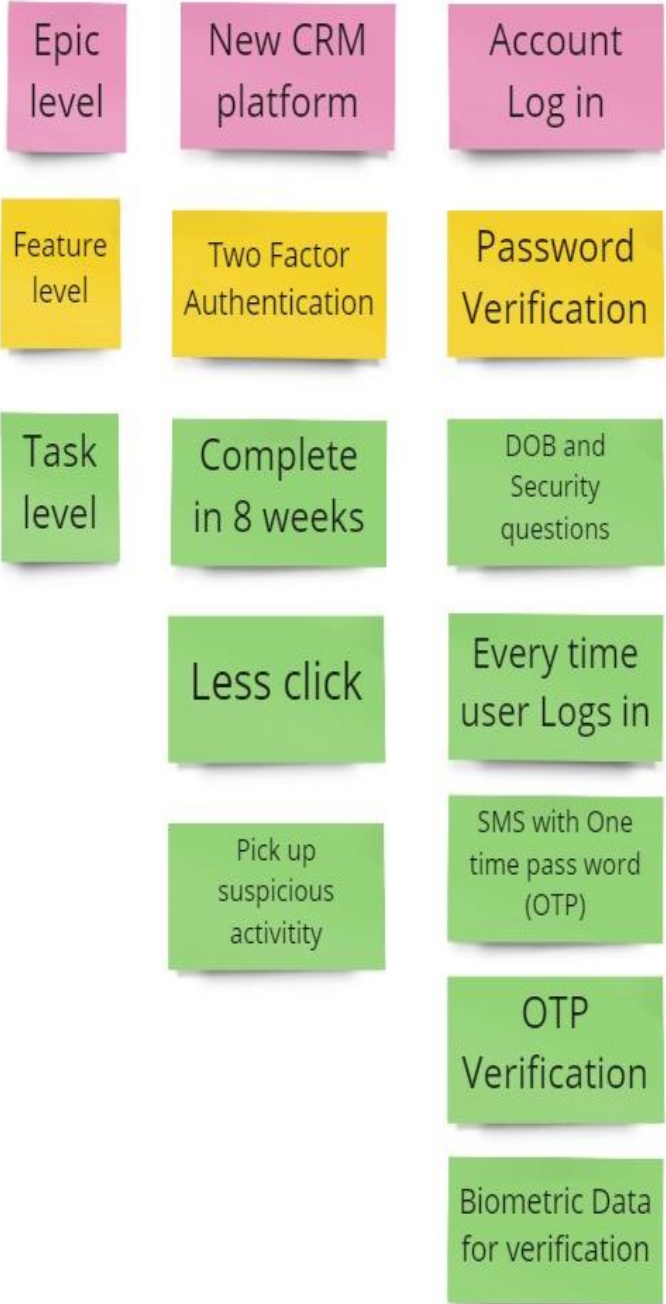 Epic
level
New CRM
platform
Account
Log in
Feature
level
Two Factor
Authentication
Password
Verification
Task
level
Complete
in 8 weeks
DOB and
Security
questions
Less click
Every time
user Logs in
Pick up
suspicious
activitity
SMS with One
time pass word
(OTP)
OTP
Verification
Biometric Data
for verification